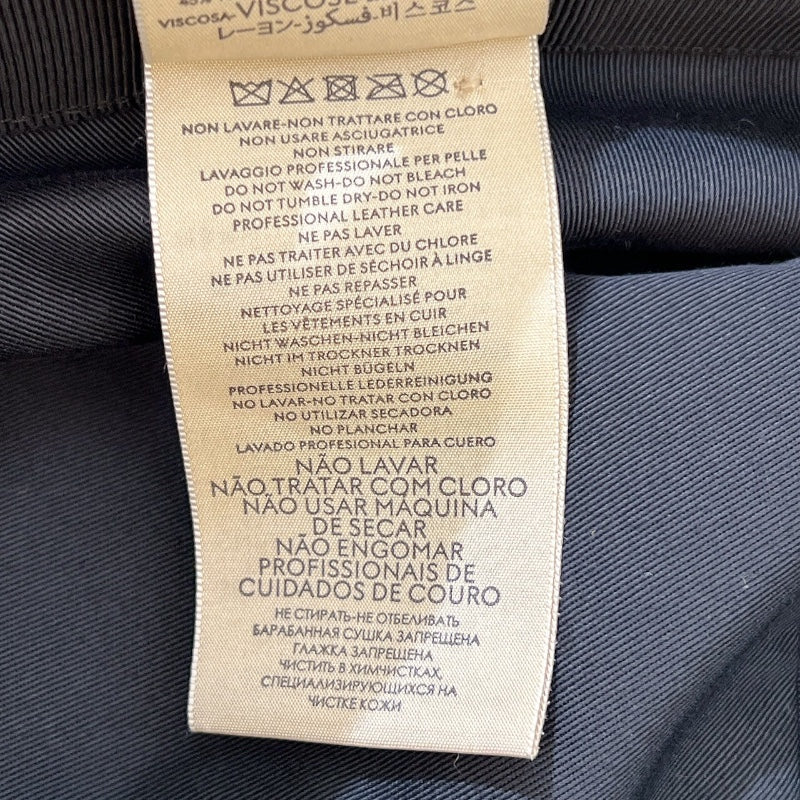 VISCOSA-VISCOSE
レーヨン-فسكوز-비스코스
NON LAVARE-NON TRATTARE CON CLORO
NON USARE ASCIUGATRICE
NON STIRARE
LAVAGGIO PROFESSIONALE PER PELLE
DO NOT WASH-DO NOT BLEACH
DO NOT TUMBLE DRY-DO NOT IRON
PROFESSIONAL LEATHER CARE
NE PAS LAVER
NE PAS TRAITER AVEC DU CHLORE
NE PAS UTILISER DE SÉCHOIR À LINGE
NE PAS REPASSER
NETTOYAGE SPÉCIALISÉ POUR
LES VÊTEMENTS EN CUIR
NICHT WASCHEN-NICHT BLEICHEN
NICHT IM TROCKNER TROCKNEN
NICHT BÜGELN
PROFESSIONELLE LEDERREINIGUNG
NO LAVAR-NO TRATAR CON CLORO
NO UTILIZAR SECADORA
NO PLANCHAR
LAVADO PROFESIONAL PARA CUERO
NÃO LAVAR
NÃO TRATAR COM CLORO
NÃO USAR MÁQUINA
DE SECAR
NÃO ENGOMAR
PROFISSIONAIS DE
CUIDADOS DE COURO
НЕ СТИРАТЬ-НЕ ОТБЕЛИВАТЬ
БАРАБАННАЯ СУШКА ЗАПРЕЩЕНА
ГЛАЖКА ЗАПРЕЩЕНА
ЧИСТИТЬ В ХИМЧИСТКАХ,
СПЕЦИАЛИЗИРУЮЩИХСЯ НА
ЧИСТКЕ КОЖИ